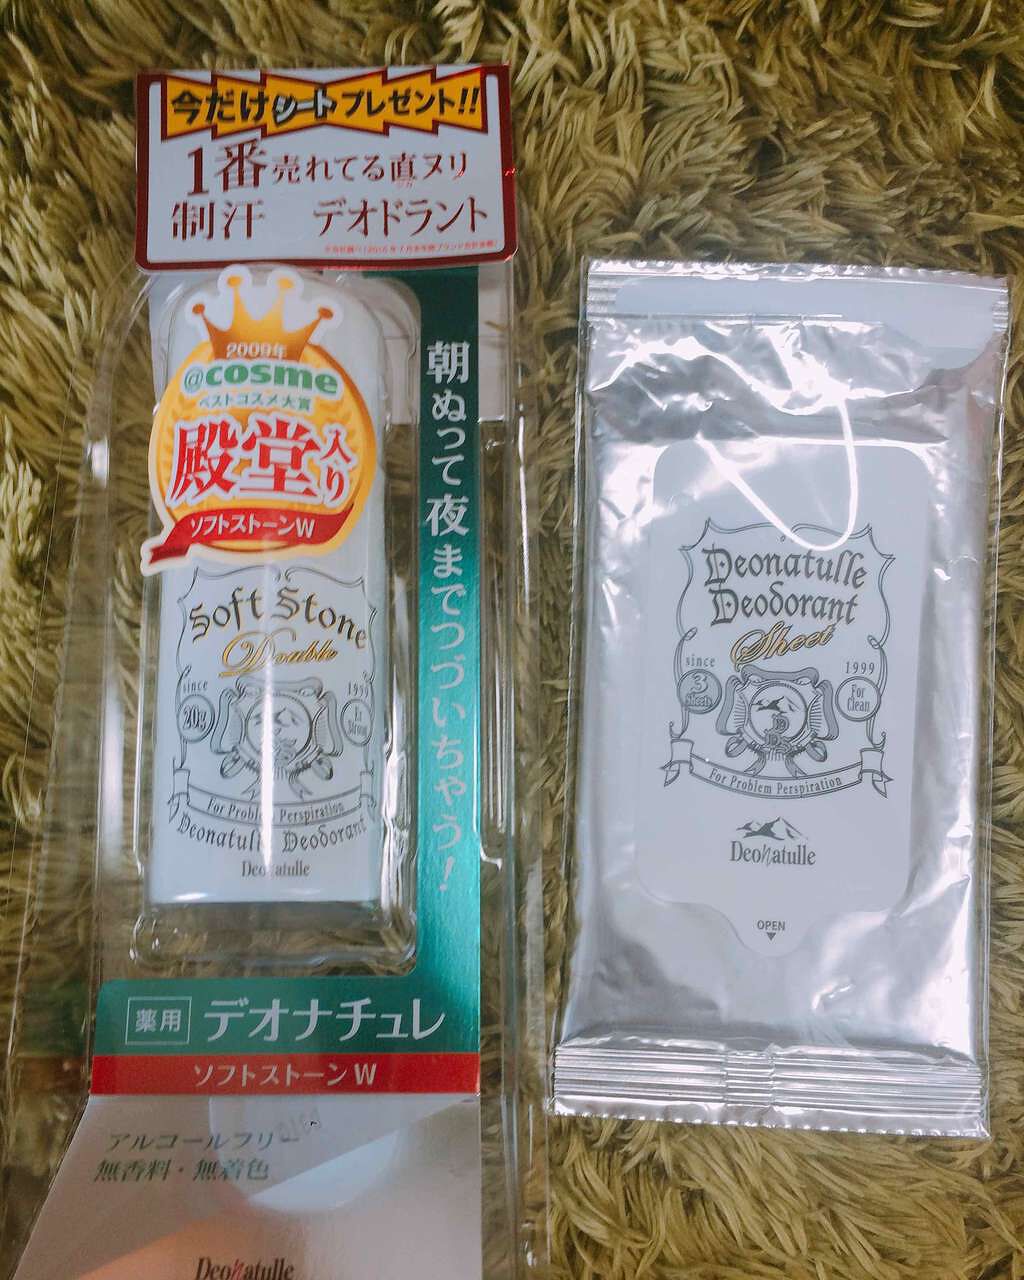 今だけシートプレゼント!!
1番売れてる直ヌリ
制汗 デオドラント
2009年
@cosme
ベストコスメ大賞
殿堂入り
ソフトストーンW
朝ぬって夜までつづいちゃう!
Soft Stone
Double
since
20g
For Problem Perspiration
Deonatulle Deodorant
Deonatulle
薬用 デオナチュレ
ソフトストーンW
アルコールフリー
無香料・無着色
Deonatulle
Deonatulle
Deodorant
Sheet
since 1999
3 Sheets
For Clean
For Problem Perspiration
Deonatulle
OPEN